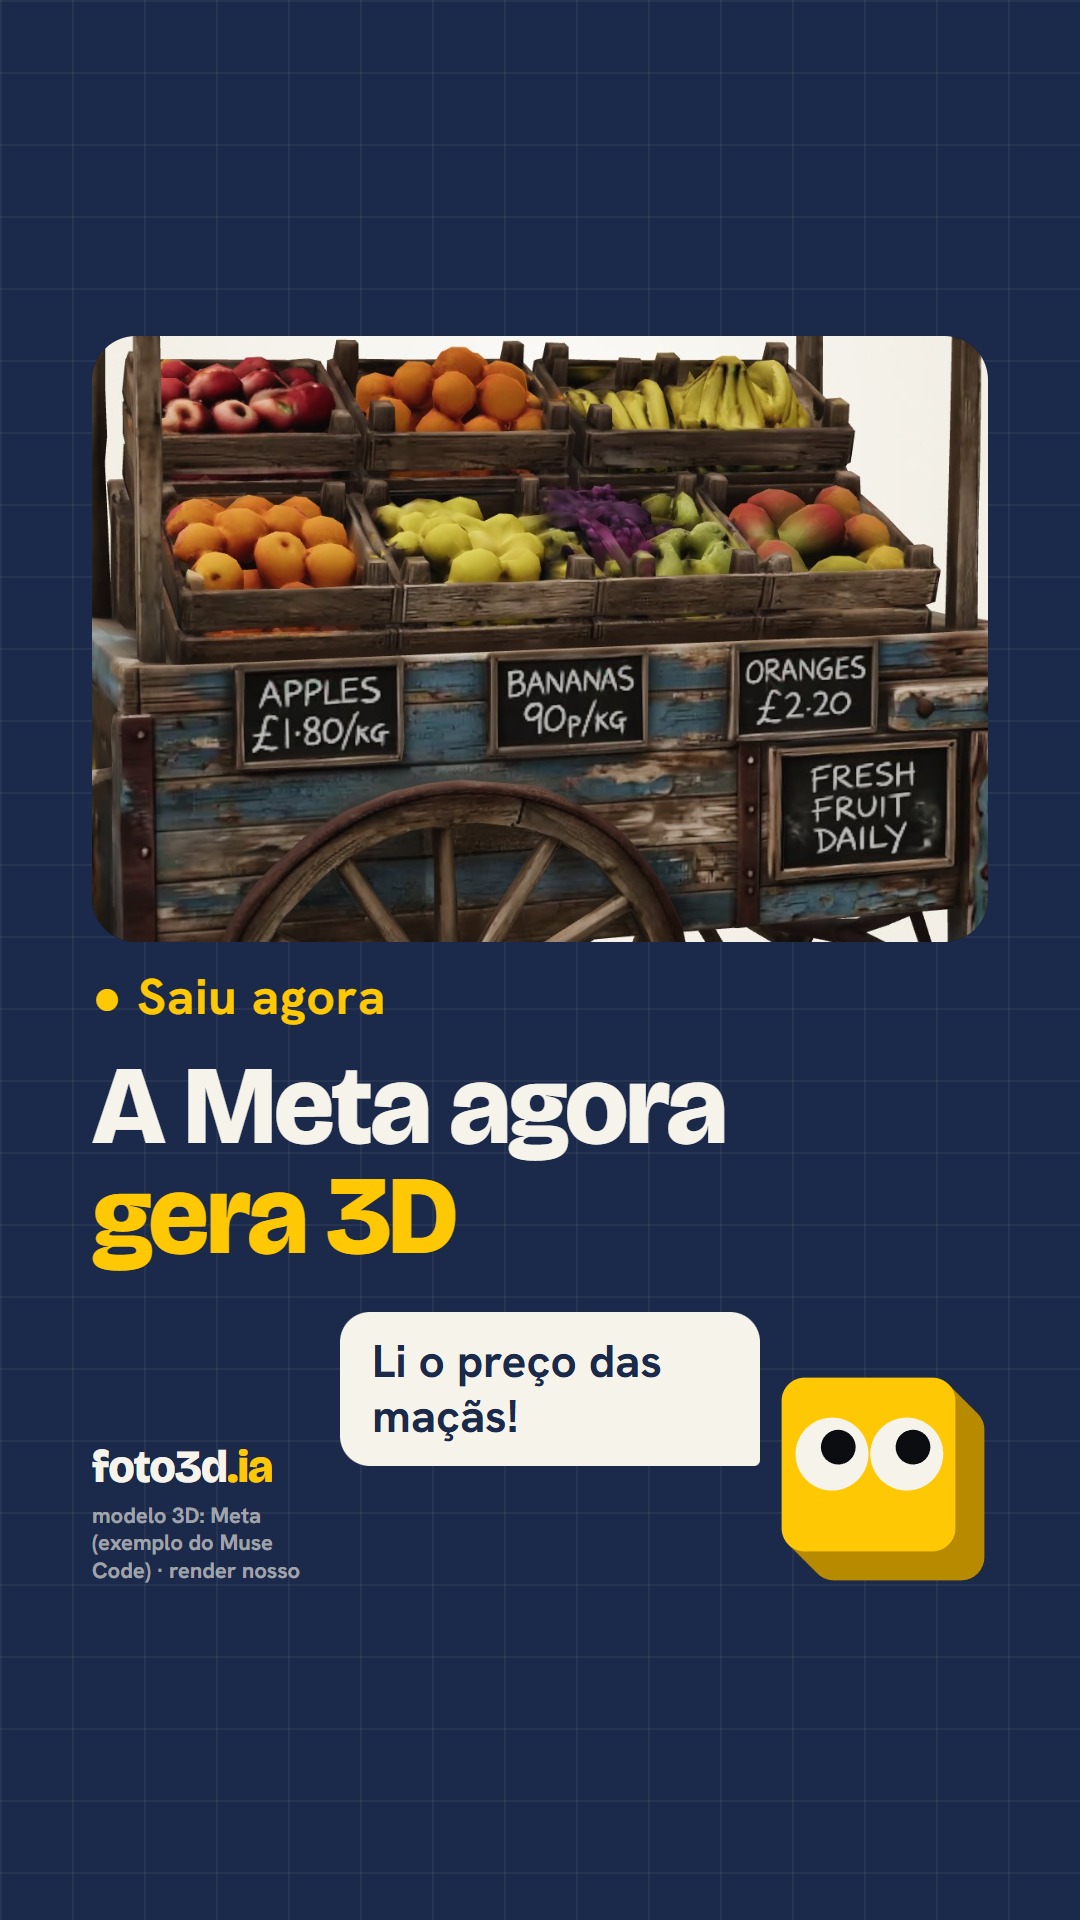 APPLES
£1·80/KG
BANANAS
90p/KG
ORANGES
£2·20
FRESH
FRUIT
DAILY
Saiu agora
A Meta agora
gera 3D
Li o preço das
maçãs!
foto3d.ia
modelo 3D: Meta
(exemplo do Muse
Code) · render nosso